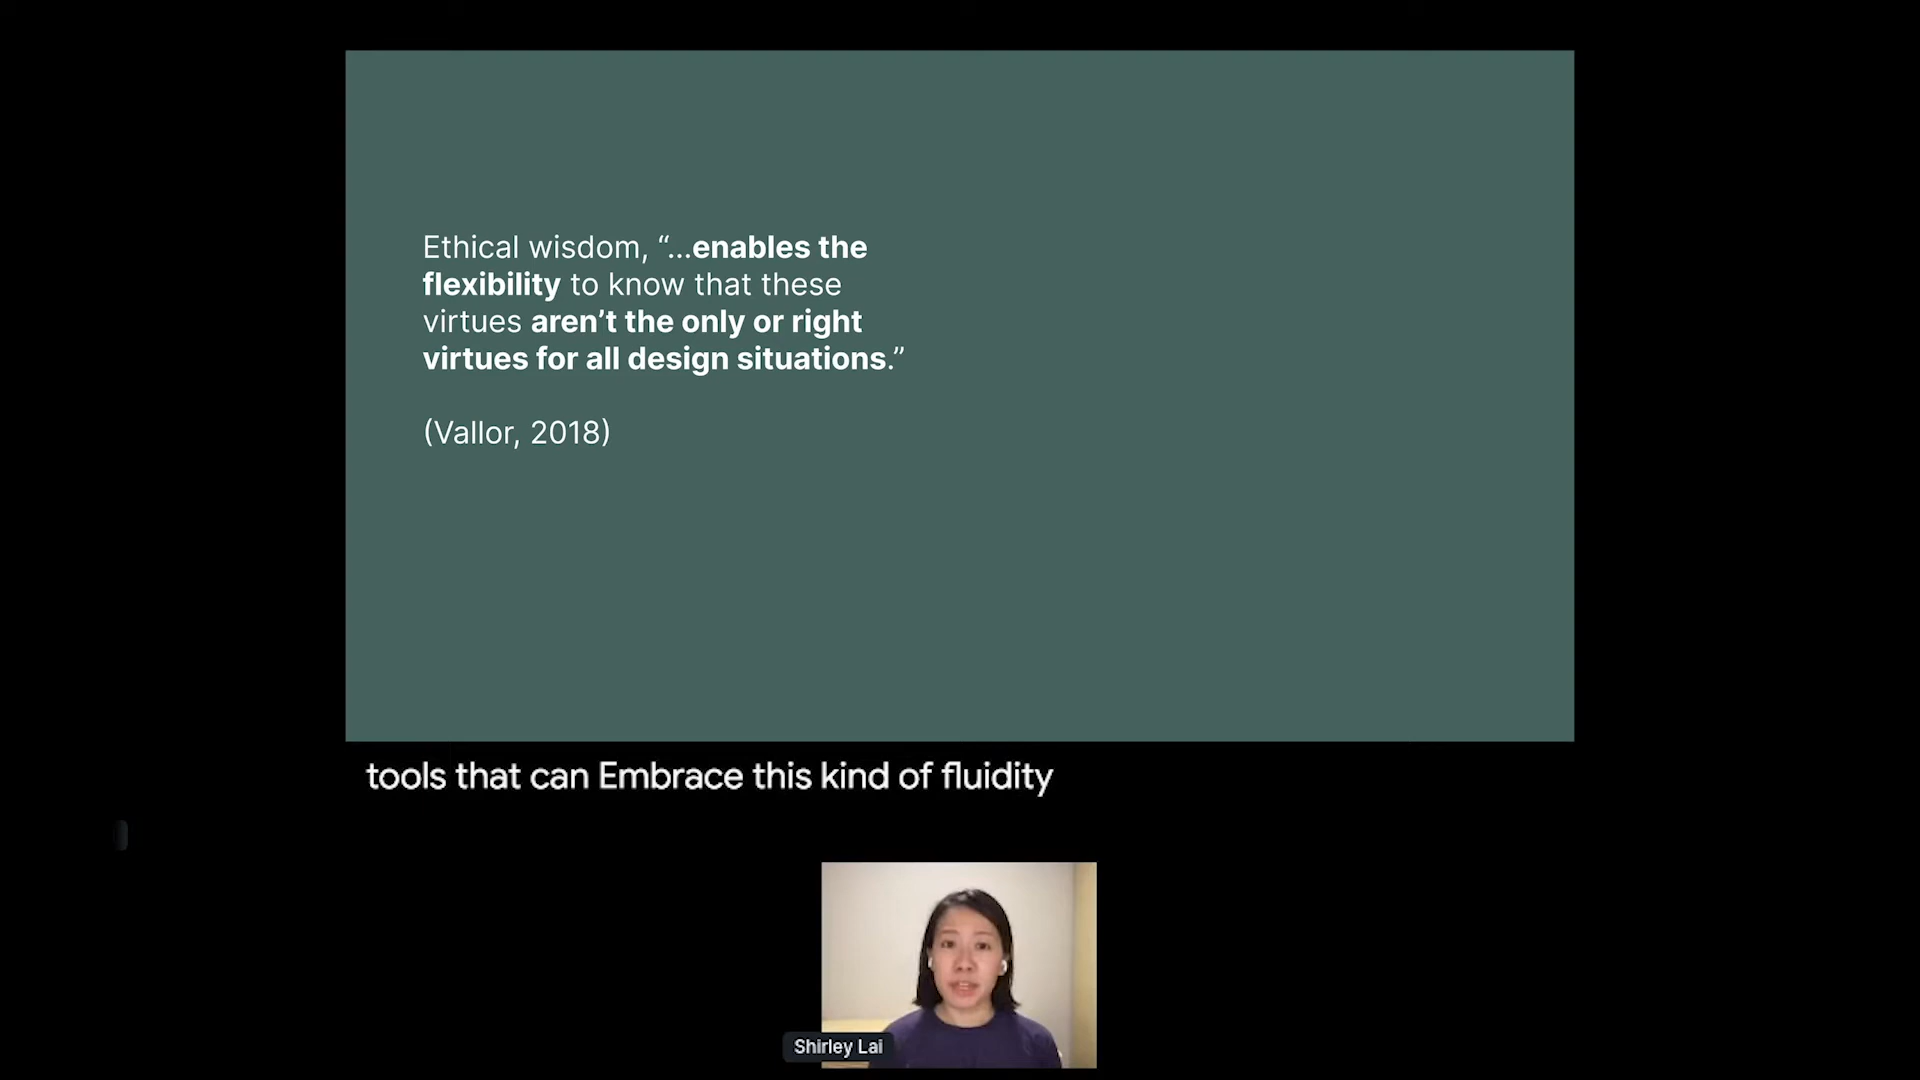 Ethical wisdom, “...enables the
flexibility to know that these
virtues aren’t the only or right
virtues for all design situations.”
(Vallor, 2018)
tools that can Embrace this kind of fluidity
Shirley Lai